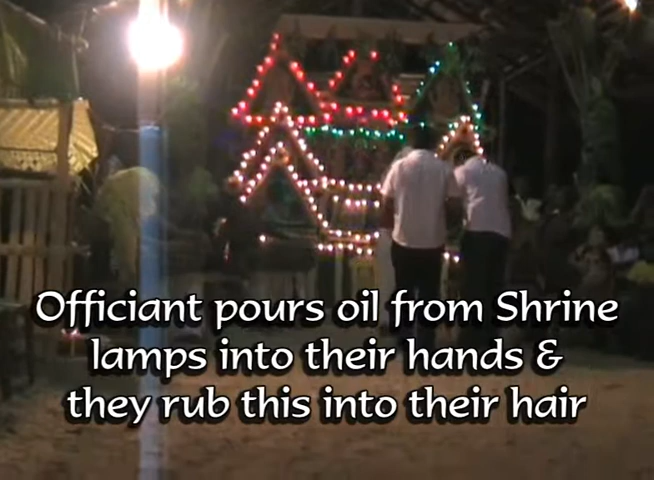 Officiant pours oil from Shrine
lamps into their hands &
they rub this into their hair